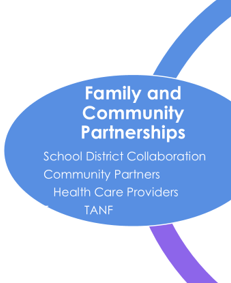 Family and
Community
Partnerships
School District Collaboration
Community Partners
Health Care Providers
TANF